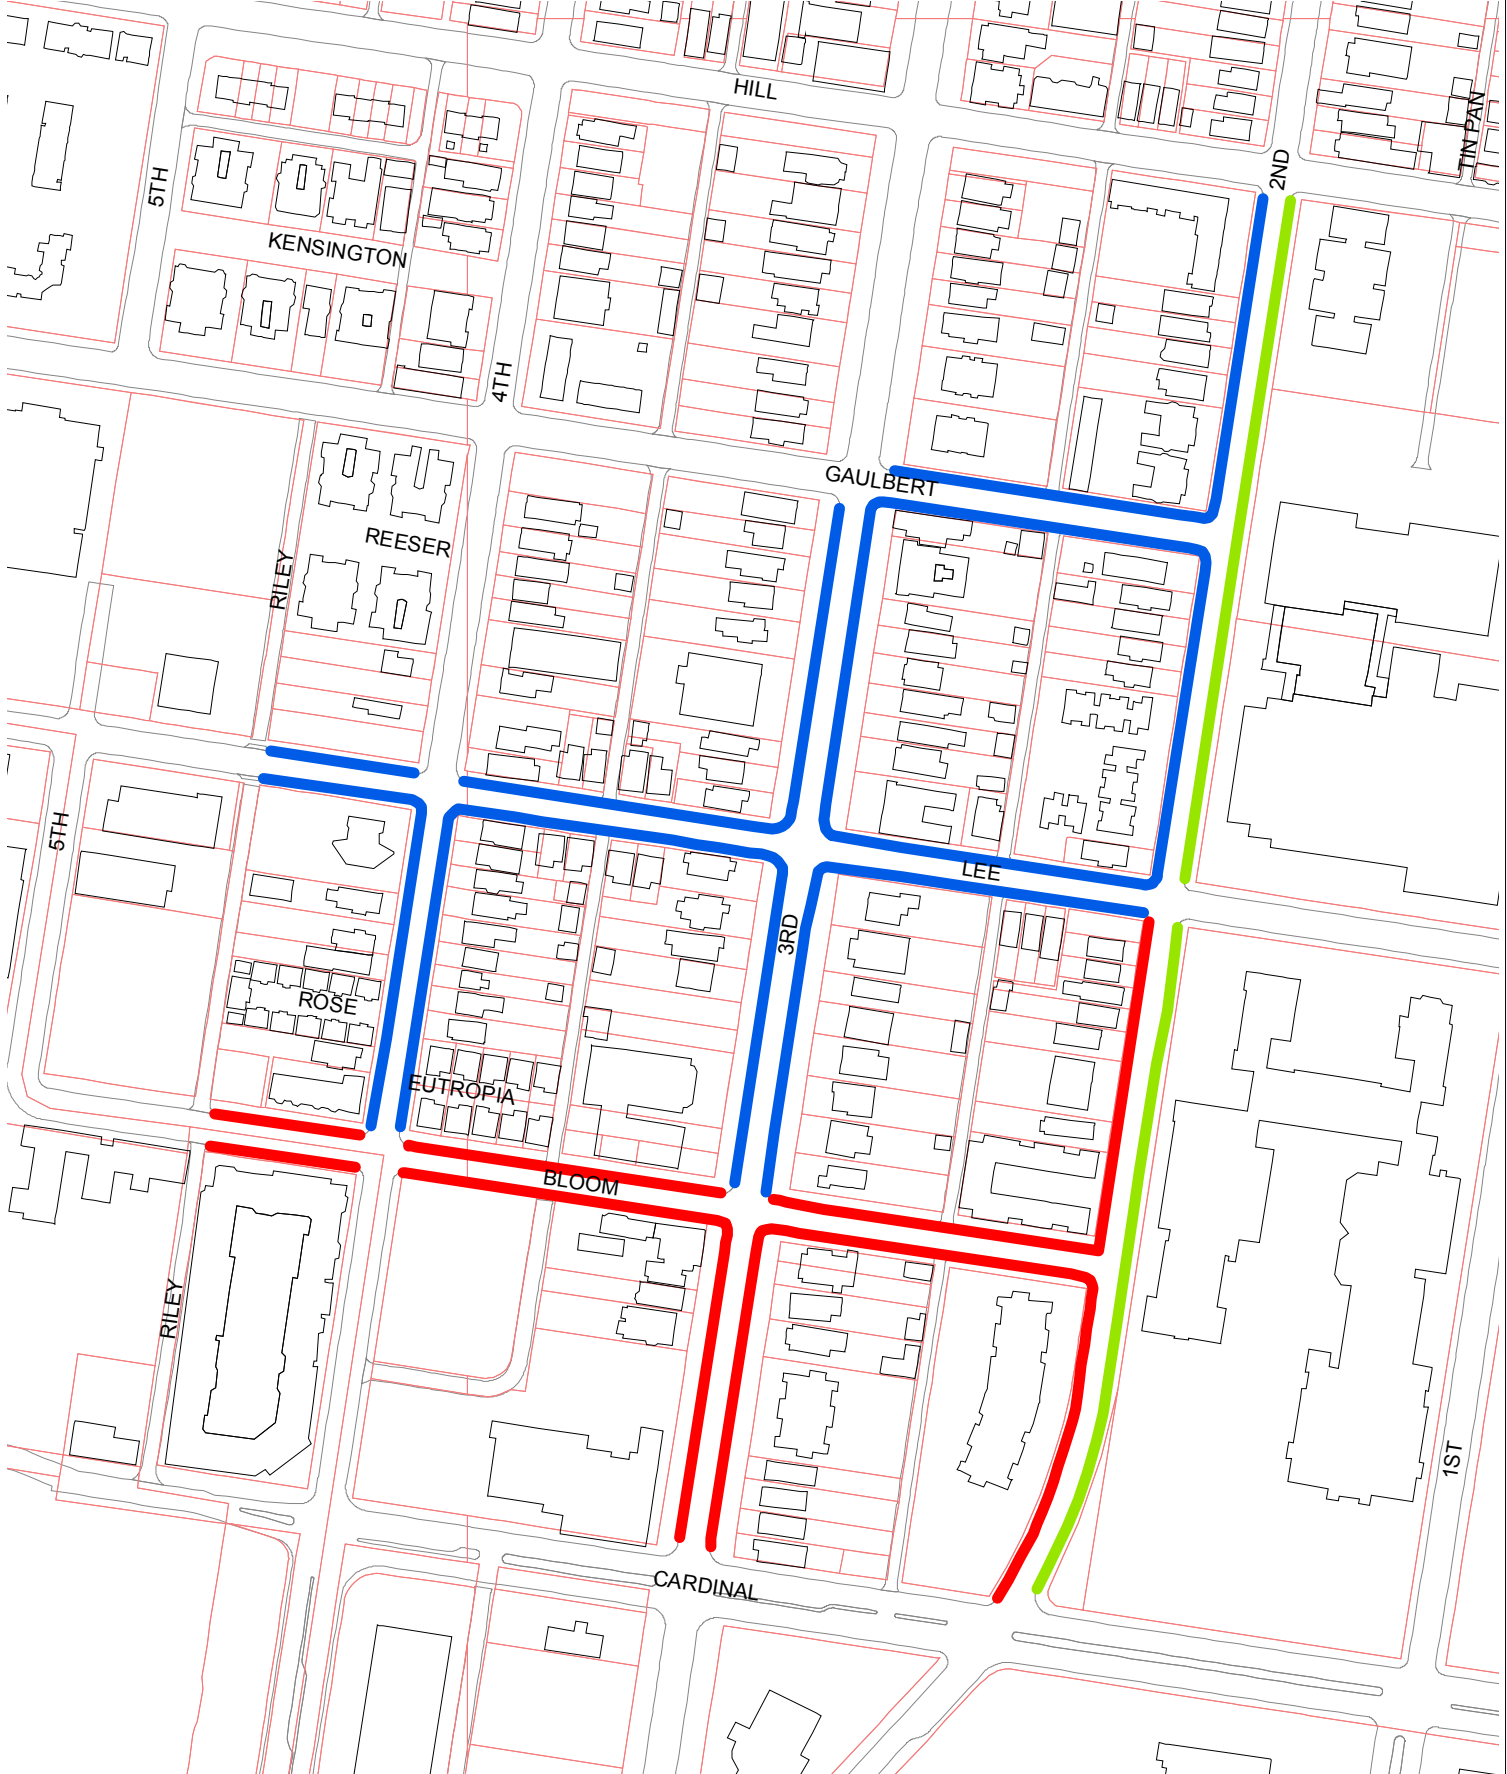 HILL
TIN PAN
2ND
5TH
KENSINGTON
4TH
GAULBERT
REESER
RILEY
5TH
LEE
3RD
ROSE
EUTROPIA
BLOOM
RILEY
1ST
CARDINAL